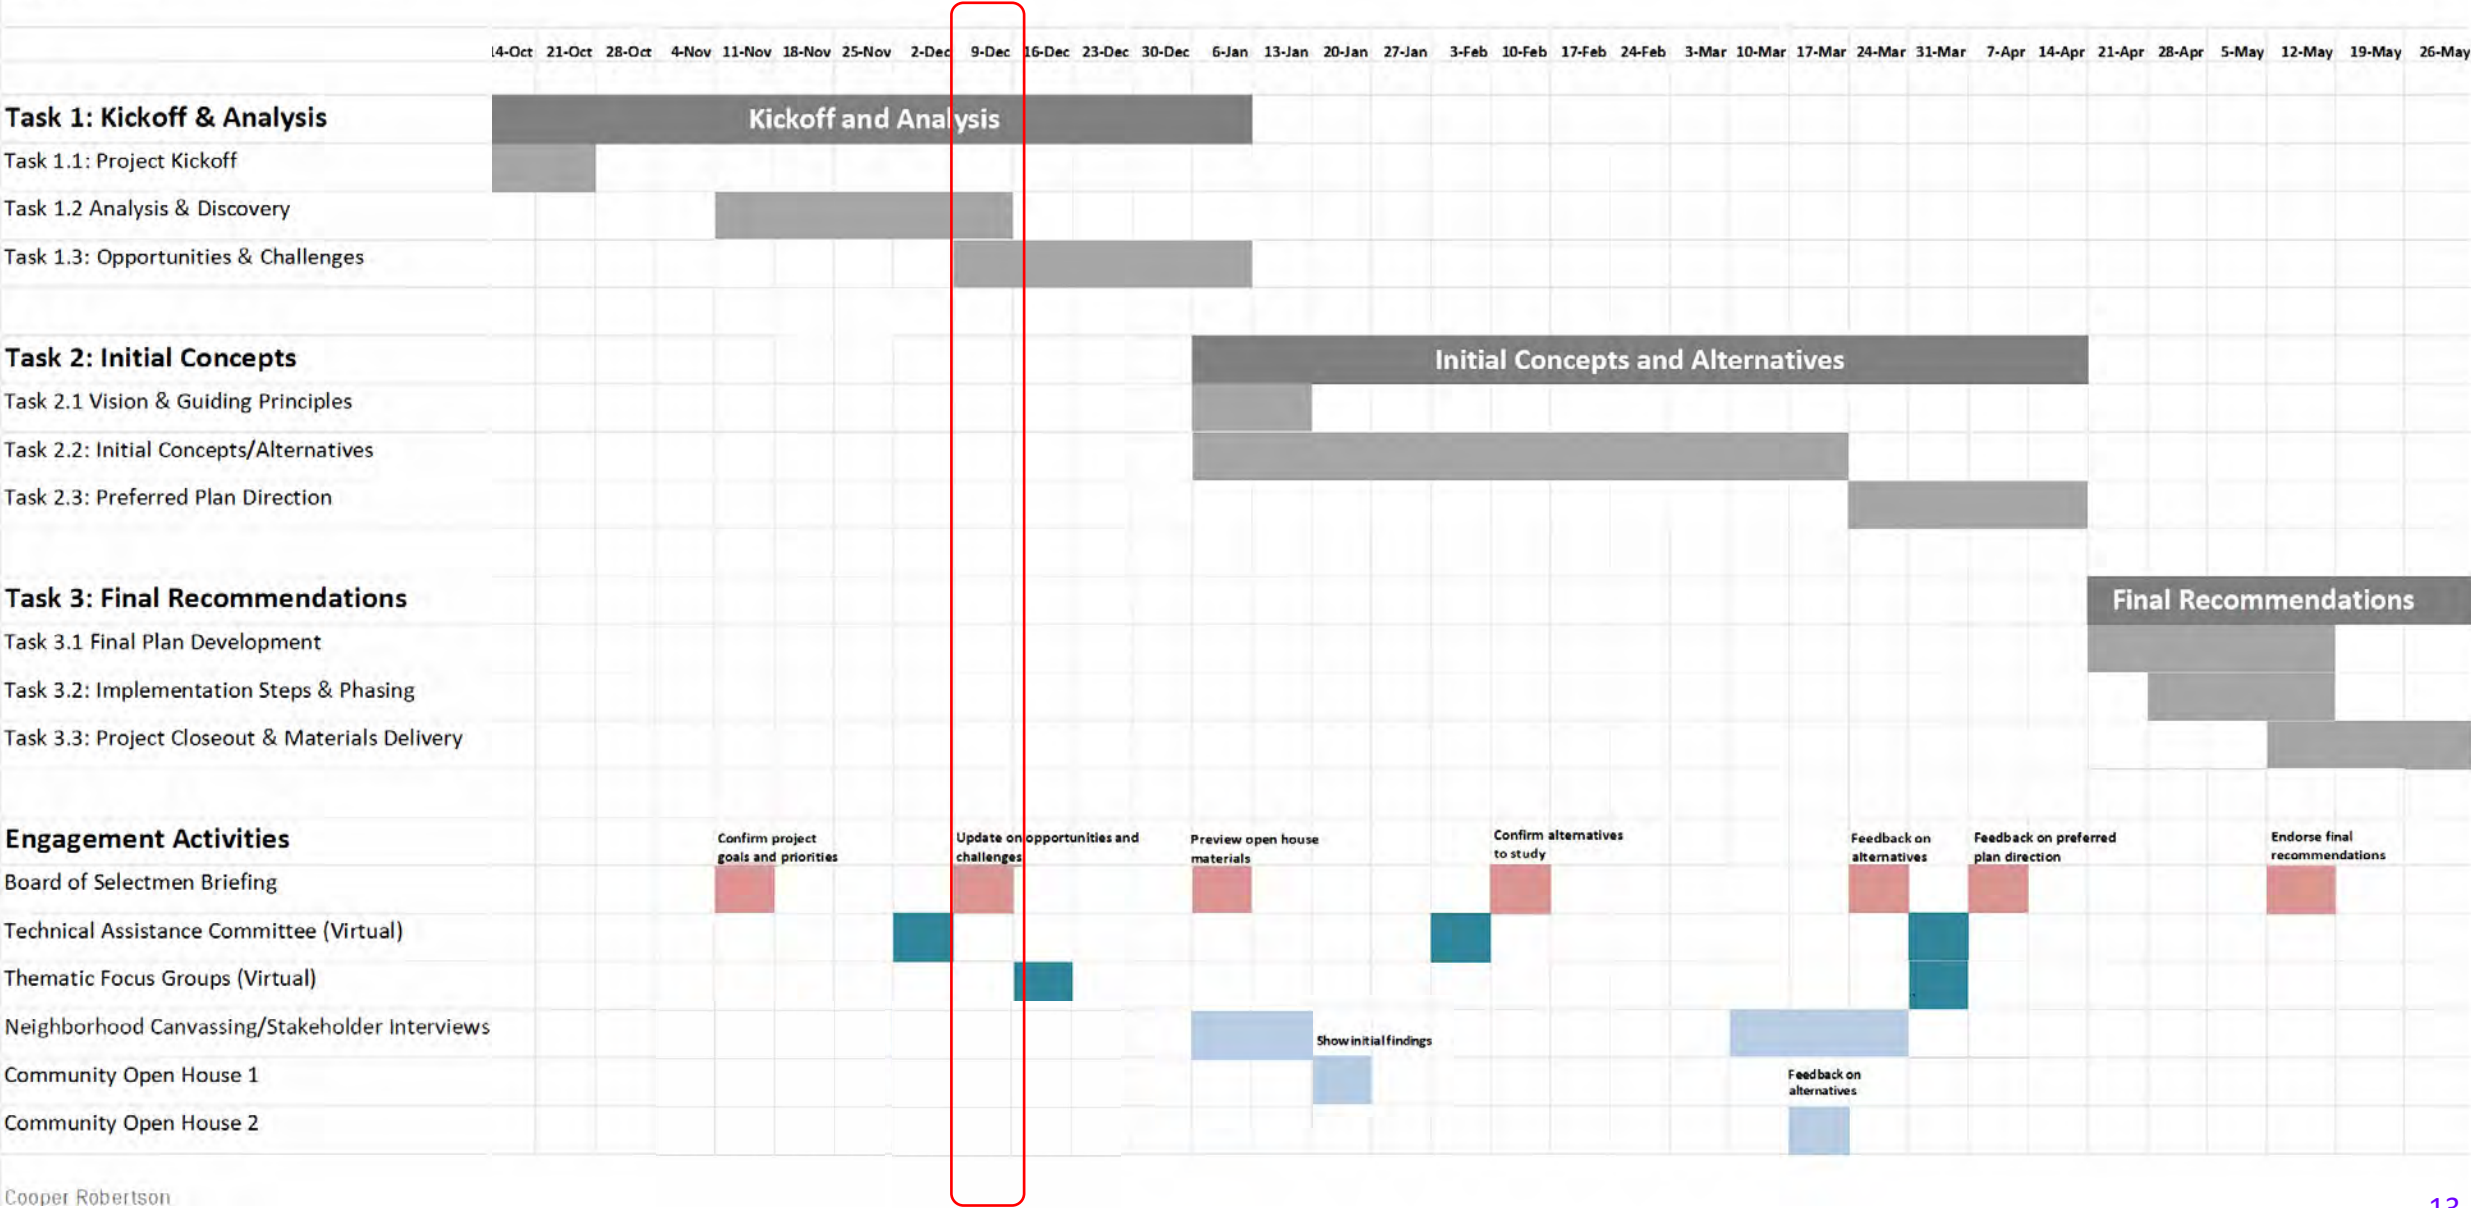 14-Oct 21-Oct 28-Oct 4-Nov 11-Nov 18-Nov 25-Nov 2-Dec 9-Dec 16-Dec 23-Dec 30-Dec 6-Jan 13-Jan 20-Jan 27-Jan 3-Feb 10-Feb 17-Feb 24-Feb 3-Mar 10-Mar 17-Mar 24-Mar 31-Mar 7-Apr 14-Apr 21-Apr 28-Apr 5-May 12-May 19-May 26-May
Task 1: Kickoff & Analysis
Kickoff and Analysis
Task 1.1: Project Kickoff
Task 1.2 Analysis & Discovery
Task 1.3: Opportunities & Challenges
Task 2: Initial Concepts
Initial Concepts and Alternatives
Task 2.1 Vision & Guiding Principles
Task 2.2: Initial Concepts/Alternatives
Task 2.3: Preferred Plan Direction
Task 3: Final Recommendations
Final Recommendations
Task 3.1 Final Plan Development
Task 3.2: Implementation Steps & Phasing
Task 3.3: Project Closeout & Materials Delivery
Engagement Activities
Confirm project
goals and priorities
Update on opportunities and
challenges
Preview open house
materials
Confirm alternatives
to study
Feedback on
alternatives
Feedback on preferred
plan direction
Endorse final
recommendations
Board of Selectmen Briefing
Technical Assistance Committee (Virtual)
Thematic Focus Groups (Virtual)
Neighborhood Canvassing/Stakeholder Interviews
Show initial findings
Community Open House 1
Feedback on
alternatives
Community Open House 2
Cooper Robertson
13